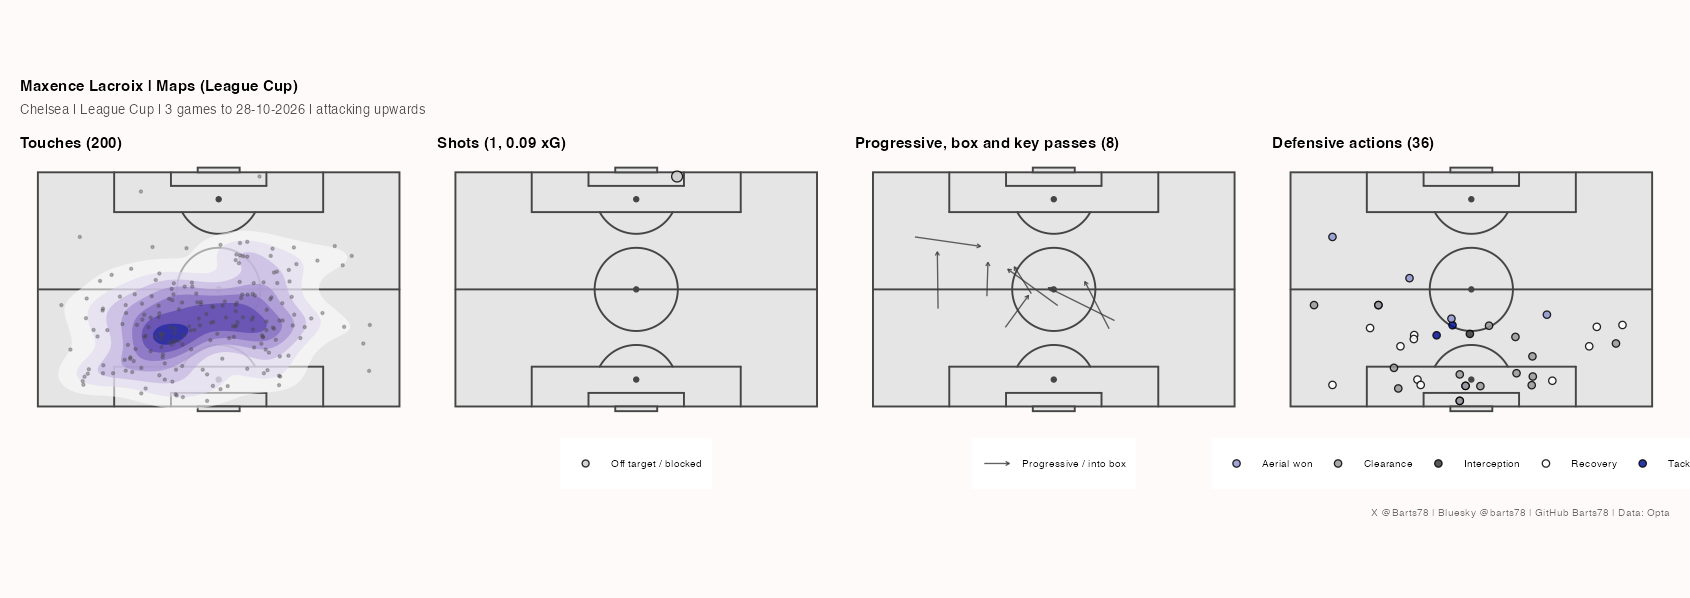 Maxence Lacroix | Maps (League Cup)
Chelsea | League Cup | 3 games to 28-10-2026 | attacking upwards
Touches (200)
Shots (1, 0.09 xG)
Progressive, box and key passes (8)
Defensive actions (36)
Off target / blocked
Progressive / into box
Aerial won
Clearance
Interception
Recovery
Tack
X @Barts78 | Bluesky @barts78 | GitHub Barts78 | Data: Opta